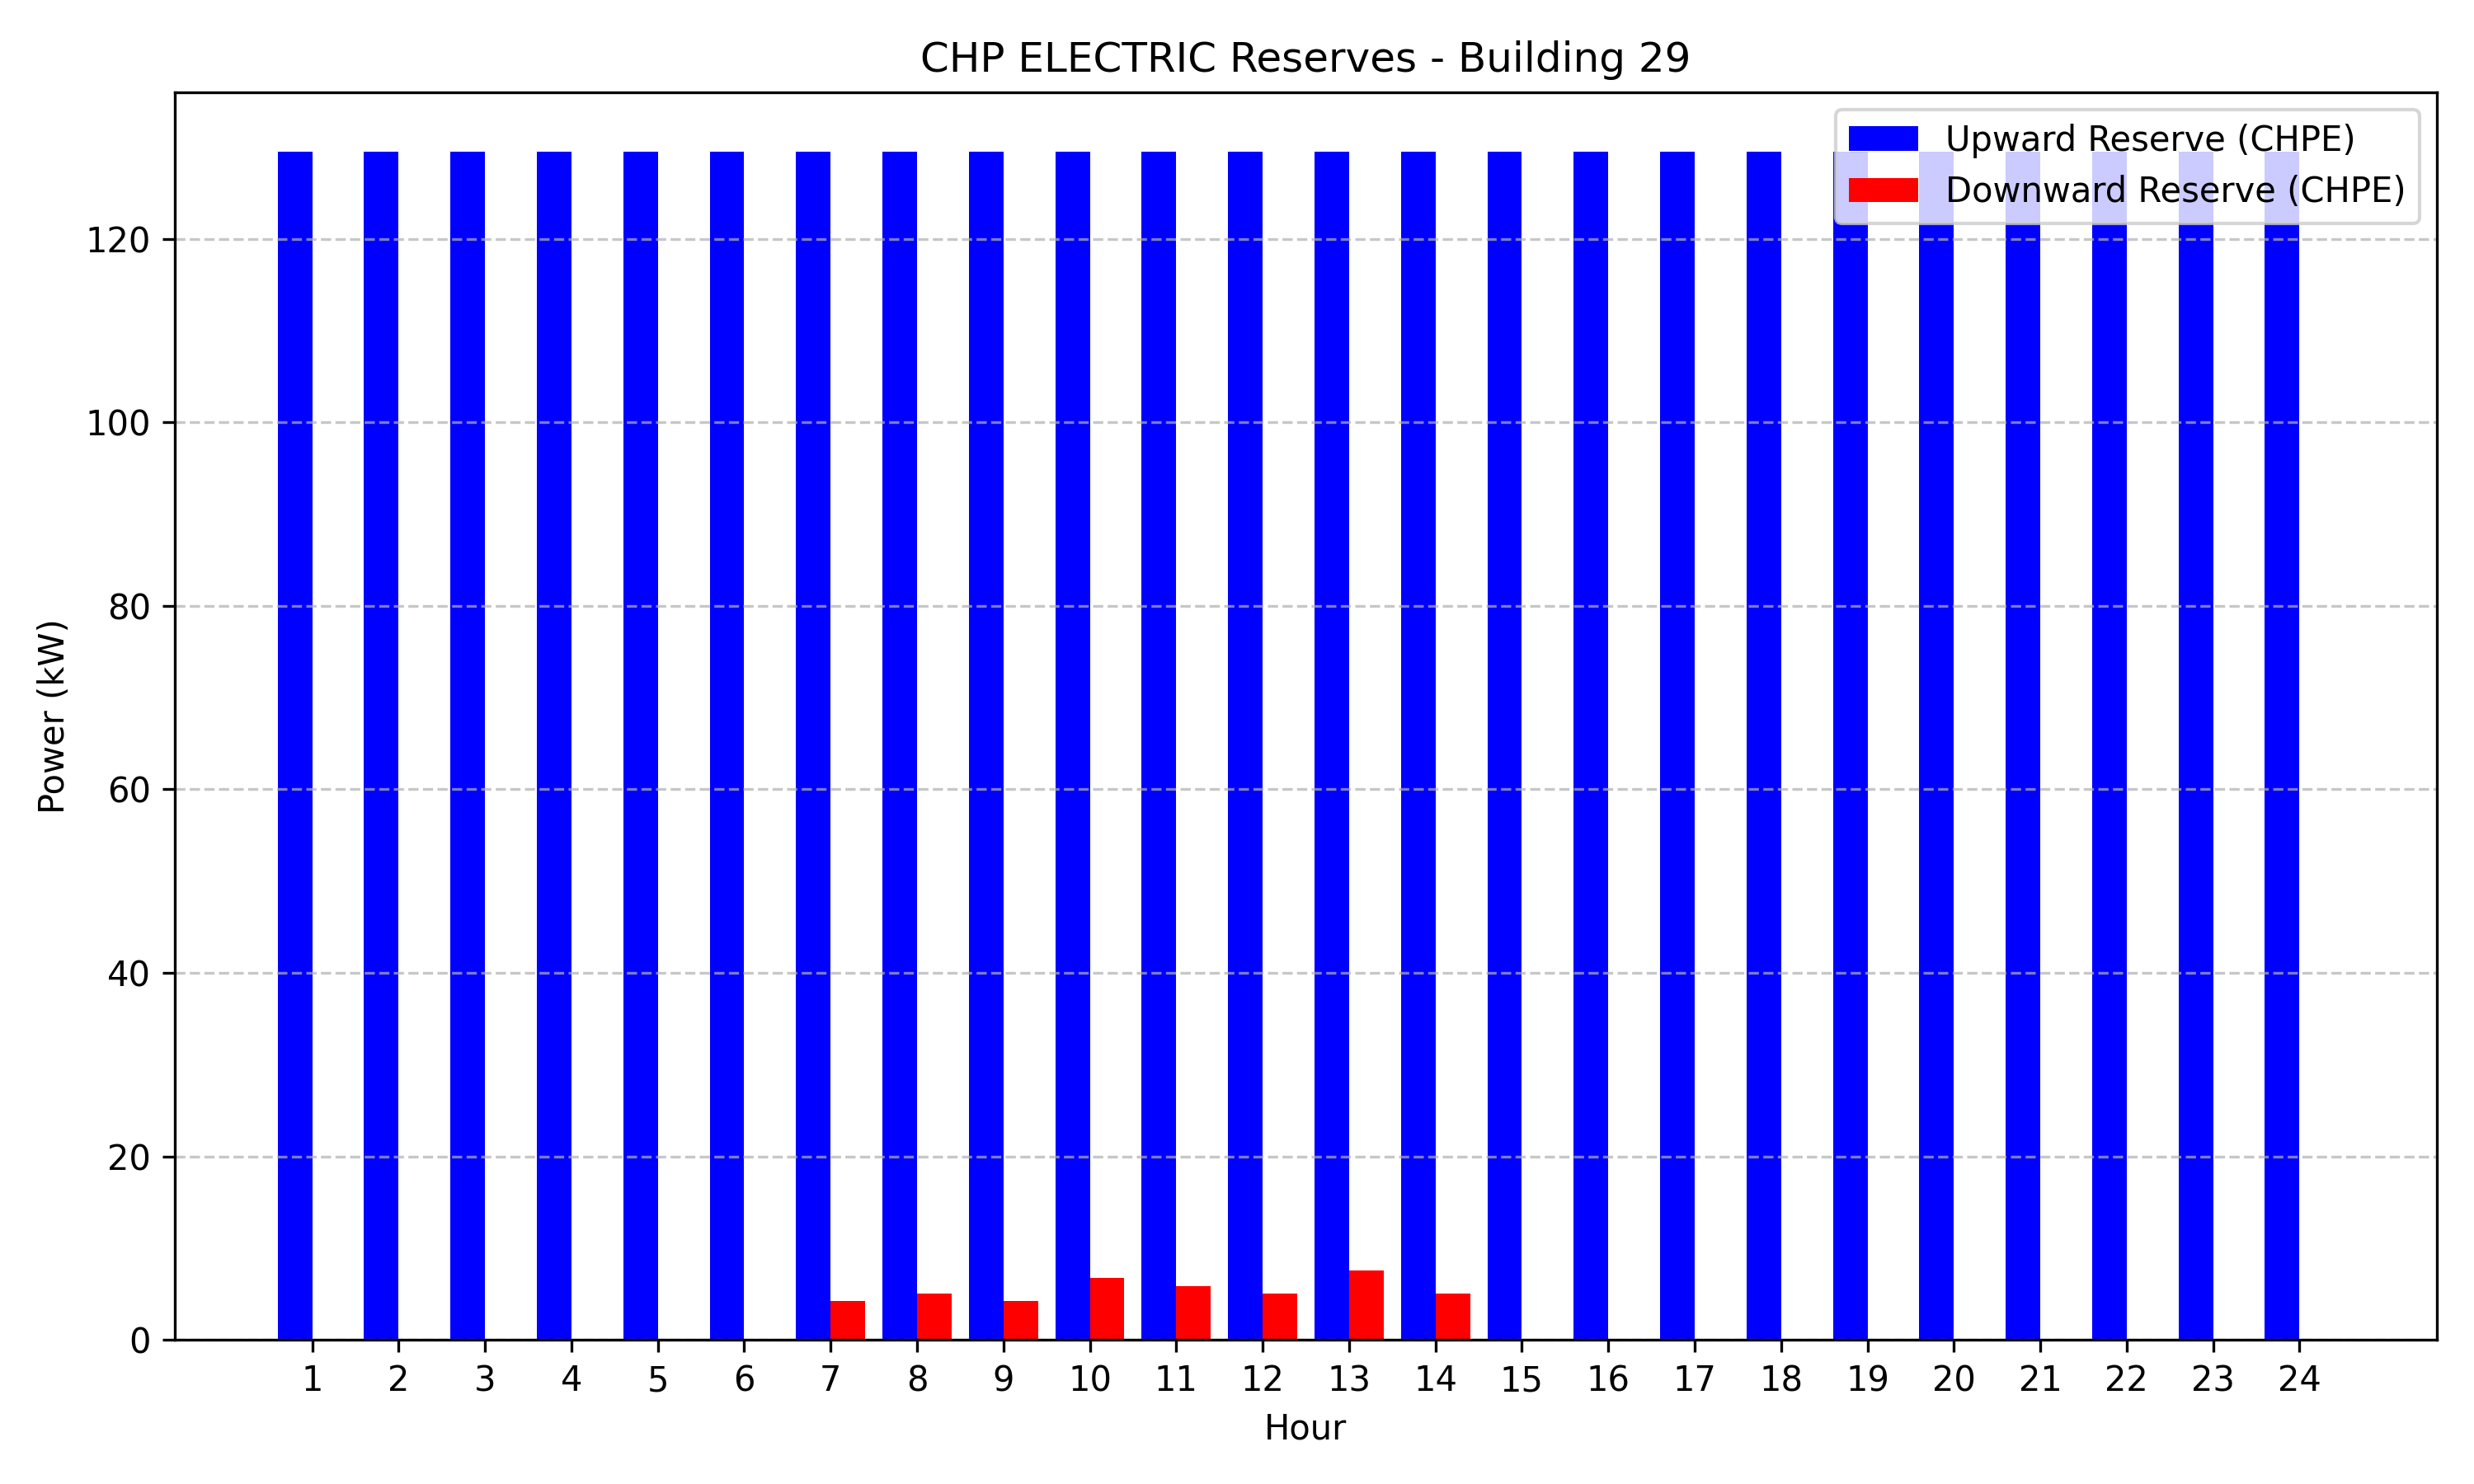 CHP ELECTRIC Reserves - Building 29
Upward Reserve (CHPE)
Downward Reserve (CHPE)
120
100
80
60
40
20
0
Power (kW)
1 2 3 4 5 6 7 8 9 10 11 12 13 14 15 16 17 18 19 20 21 22 23 24
Hour